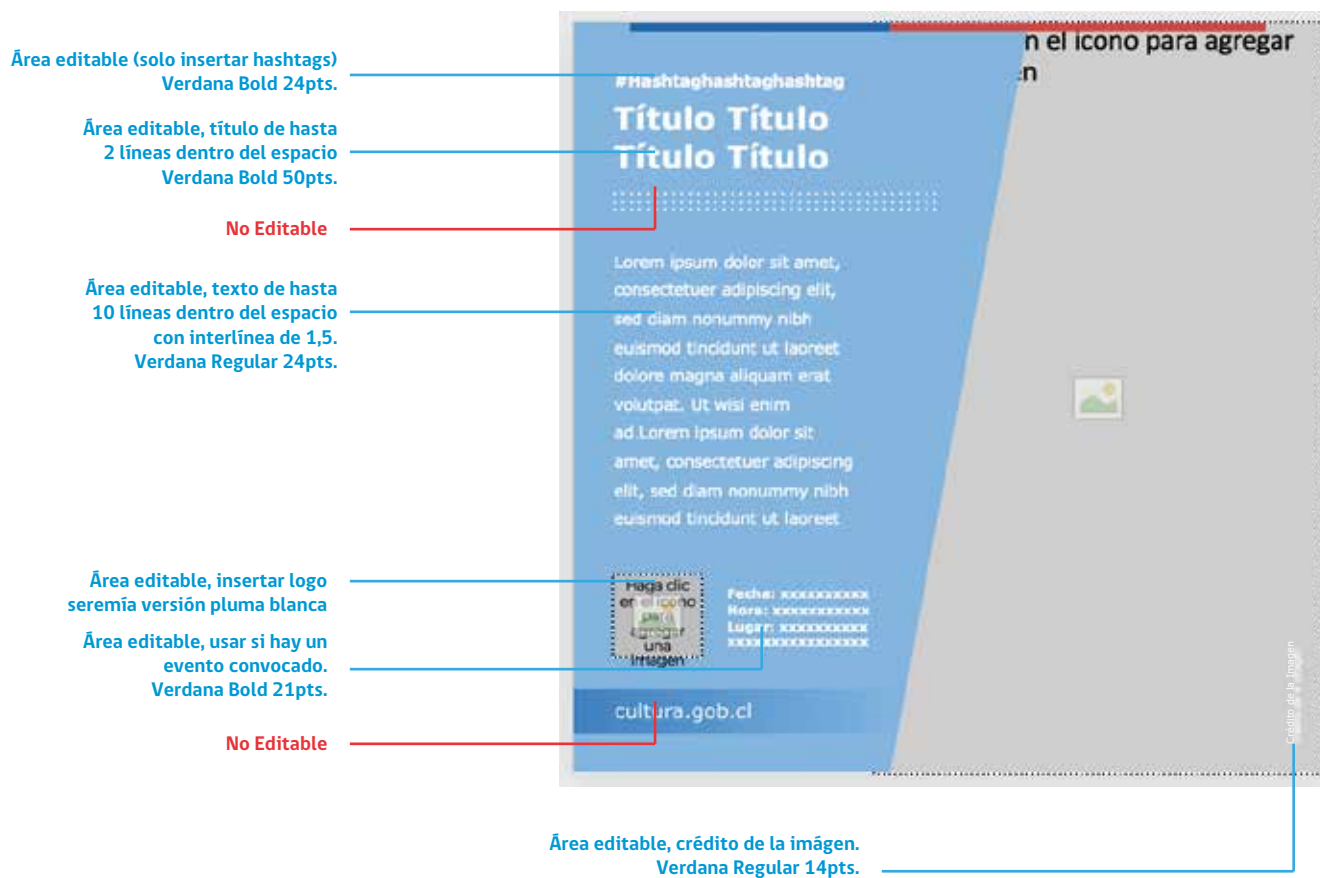 Área editable (solo insertar hashtags)
Verdana Bold 24pts.
Área editable, título de hasta
2 líneas dentro del espacio
Verdana Bold 50pts.
No Editable
Área editable, texto de hasta
10 líneas dentro del espacio
con interlínea de 1,5.
Verdana Regular 24pts.
Área editable, insertar logo
seremía versión pluma blanca
Área editable, usar si hay un
evento convocado.
Verdana Bold 21pts.
No Editable
n el icono para agregar
en
#Hashtaghashtaghashtag
Título Título
Título Título
Lorem ipsum dolor sit amet,
consectetuer adipiscing elit,
sed diam nonummy nibh
euismod tincidunt ut laoreet
dolore magna aliquam erat
volutpat. Ut wisi enim
ad Lorem ipsum dolor sit
amet, consectetuer adipiscing
elit, sed diam nonummy nibh
euismod tincidunt ut laoreet
Haga clic
en el icono
para
agregar
una
imagen
Fecha: xxxxxxxxxx
Hora: xxxxxxxxxxx
Lugar: xxxxxxxxxx
xxxxxxxxxxxxxxxx
cultura.gob.cl
Crédito de la Imagen
Área editable, crédito de la imágen.
Verdana Regular 14pts.